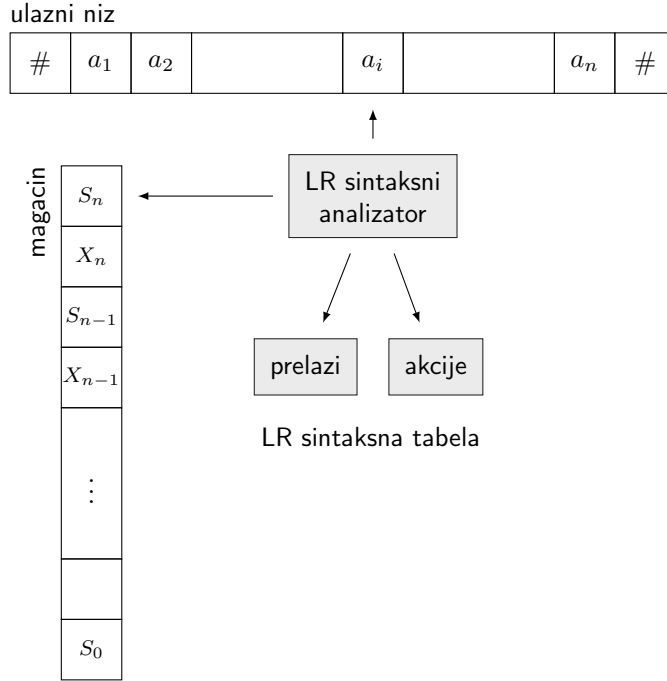 ulazni niz
# a₁ a₂ aᵢ aₙ #
magacin
LR sintaksni
analizator
Sₙ
Xₙ
Sₙ₋₁
Xₙ₋₁
prelazi akcije
LR sintaksna tabela
⋮
S₀